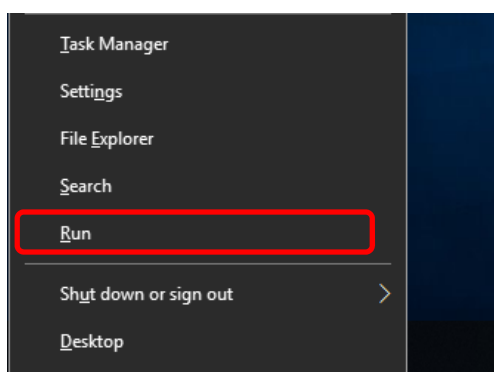 Task Manager
Settings
File Explorer
Search
Run
Shut down or sign out
Desktop